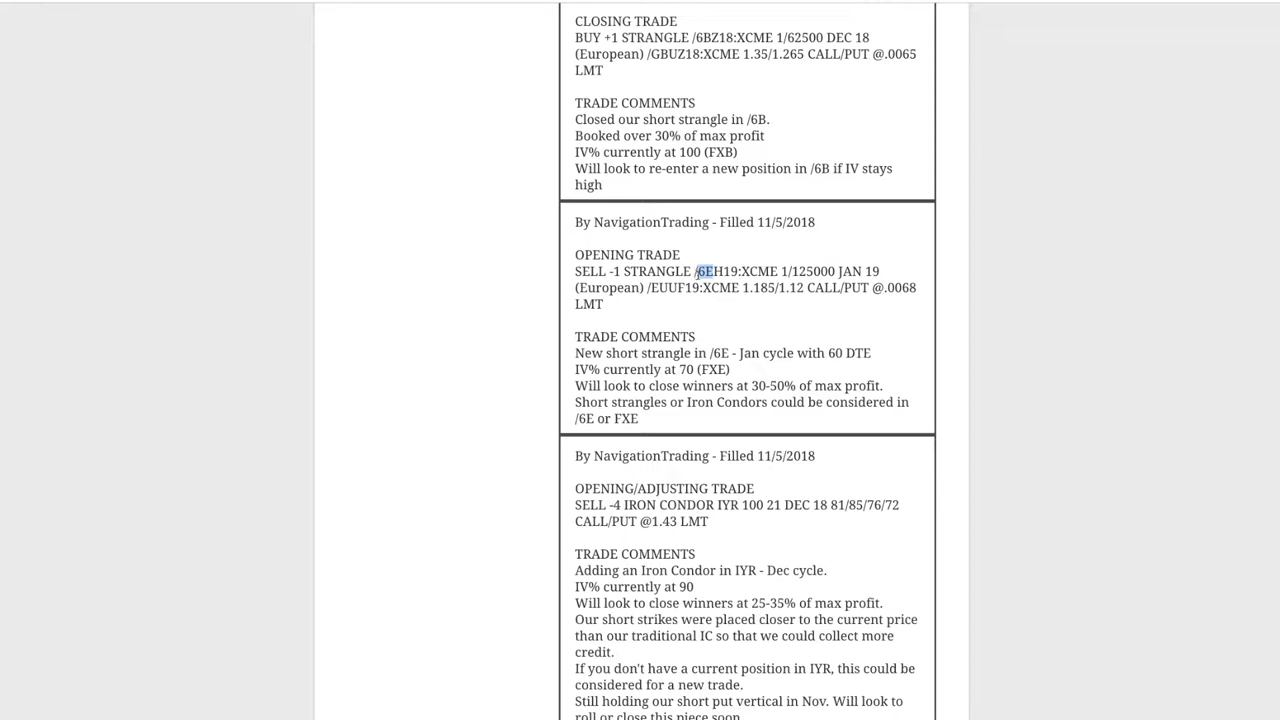 CLOSING TRADE
BUY +1 STRANGLE /6BZ18:XCME 1/62500 DEC 18
(European) /GBUZ18:XCME 1.35/1.265 CALL/PUT @.0065
LMT
TRADE COMMENTS
Closed our short strangle in /6B.
Booked over 30% of max profit
IV% currently at 100 (FXB)
Will look to re-enter a new position in /6B if IV stays
high
By NavigationTrading - Filled 11/5/2018
OPENING TRADE
SELL -1 STRANGLE /6EH19:XCME 1/125000 JAN 19
(European) /EUUF19:XCME 1.185/1.12 CALL/PUT @.0068
LMT
TRADE COMMENTS
New short strangle in /6E - Jan cycle with 60 DTE
IV% currently at 70 (FXE)
Will look to close winners at 30-50% of max profit.
Short strangles or Iron Condors could be considered in
/6E or FXE
By NavigationTrading - Filled 11/5/2018
OPENING/ADJUSTING TRADE
SELL -4 IRON CONDOR IYR 100 21 DEC 18 81/85/76/72
CALL/PUT @1.43 LMT
TRADE COMMENTS
Adding an Iron Condor in IYR - Dec cycle.
IV% currently at 90
Will look to close winners at 25-35% of max profit.
Our short strikes were placed closer to the current price
than our traditional IC so that we could collect more
credit.
If you don't have a current position in IYR, this could be
considered for a new trade.
Still holding our short put vertical in Nov. Will look to
roll or close this piece soon